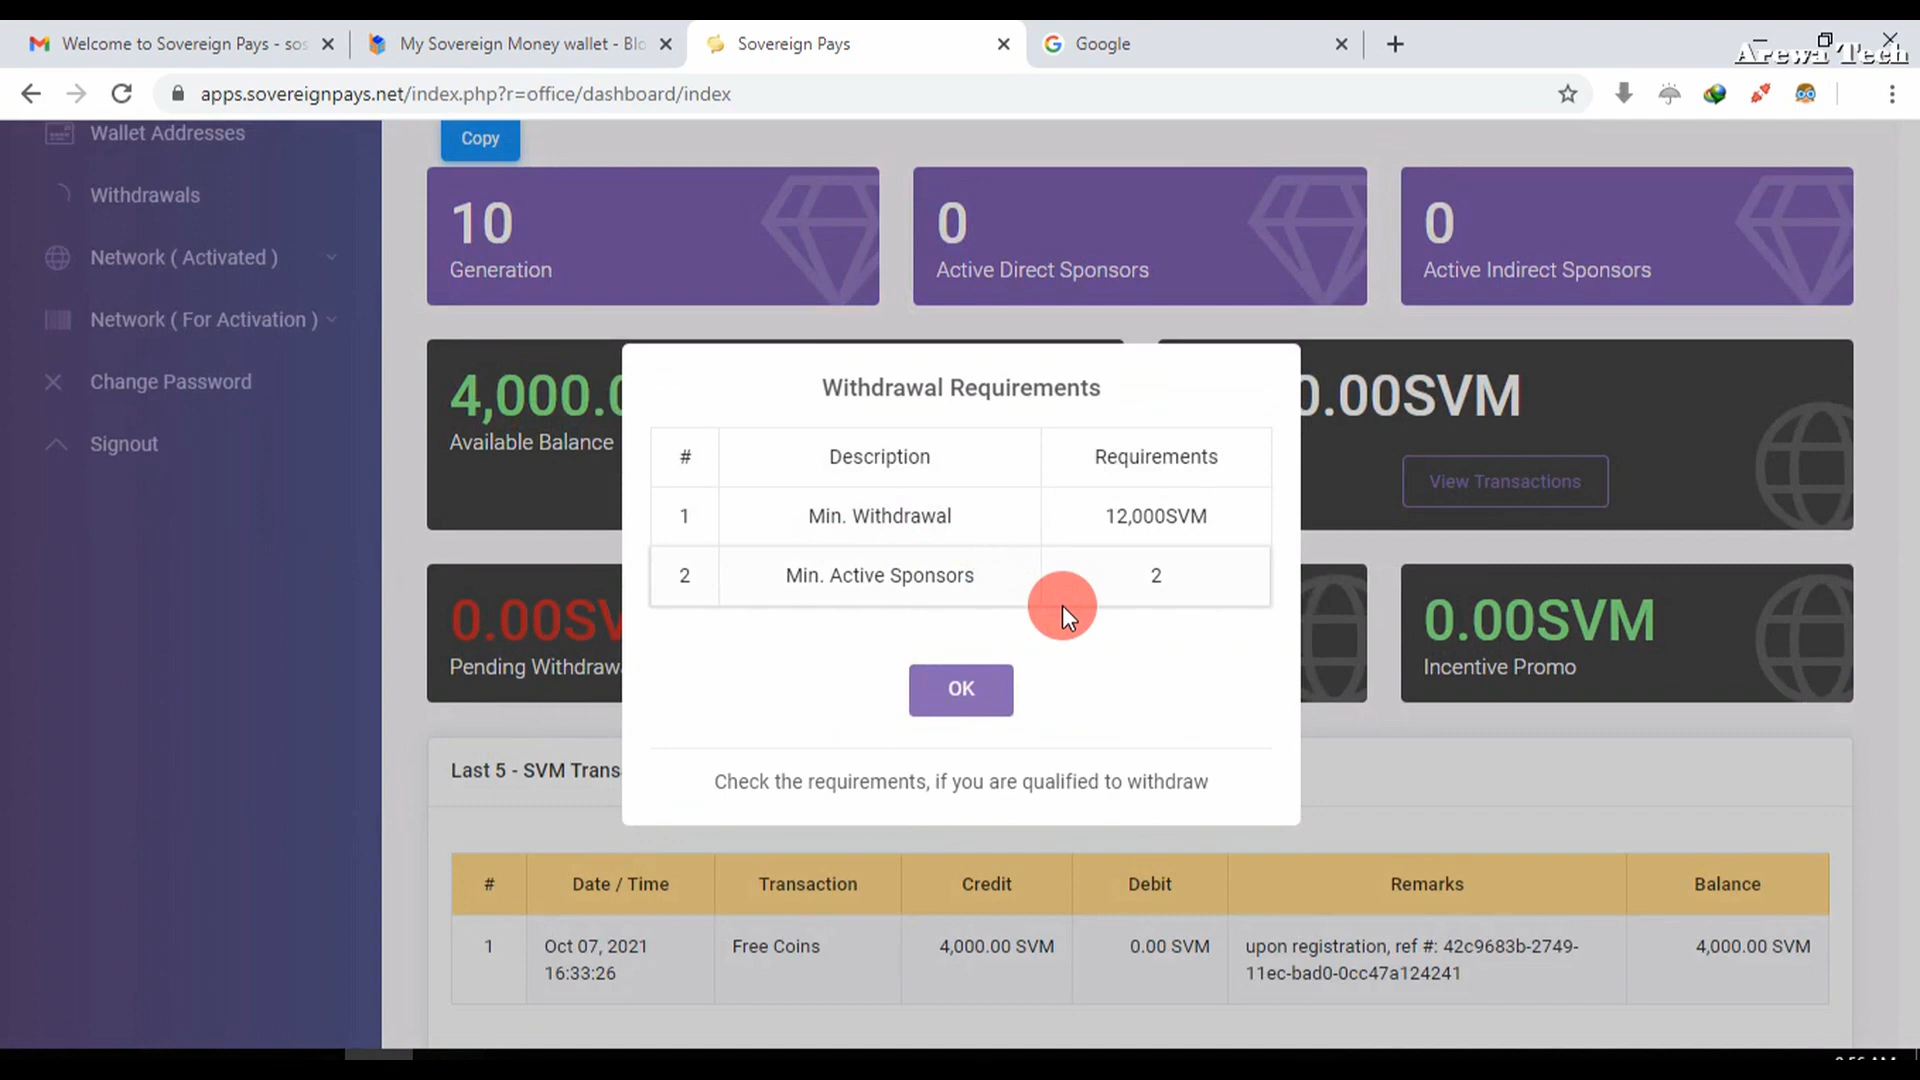 Welcome to Sovereign Pays - sos
My Sovereign Money wallet - Blo
Sovereign Pays
Google
Arewa Tech
apps.sovereignpays.net/index.php?r=office/dashboard/index
Wallet Addresses
Withdrawals
Network ( Activated )
Network ( For Activation )
Change Password
Signout
Copy
10
Generation
0
Active Direct Sponsors
0
Active Indirect Sponsors
4,000.0
Available Balance
0.00SVM
View Transactions
Withdrawal Requirements
# Description Requirements
1 Min. Withdrawal 12,000SVM
2 Min. Active Sponsors 2
OK
Check the requirements, if you are qualified to withdraw
0.00SV
Pending Withdraw
0.00SVM
Incentive Promo
Last 5 - SVM Trans
# Date / Time Transaction Credit Debit Remarks Balance
1 Oct 07, 2021 Free Coins 4,000.00 SVM 0.00 SVM upon registration, ref #: 42c9683b-2749- 4,000.00 SVM
16:33:26 11ec-bad0-0cc47a124241